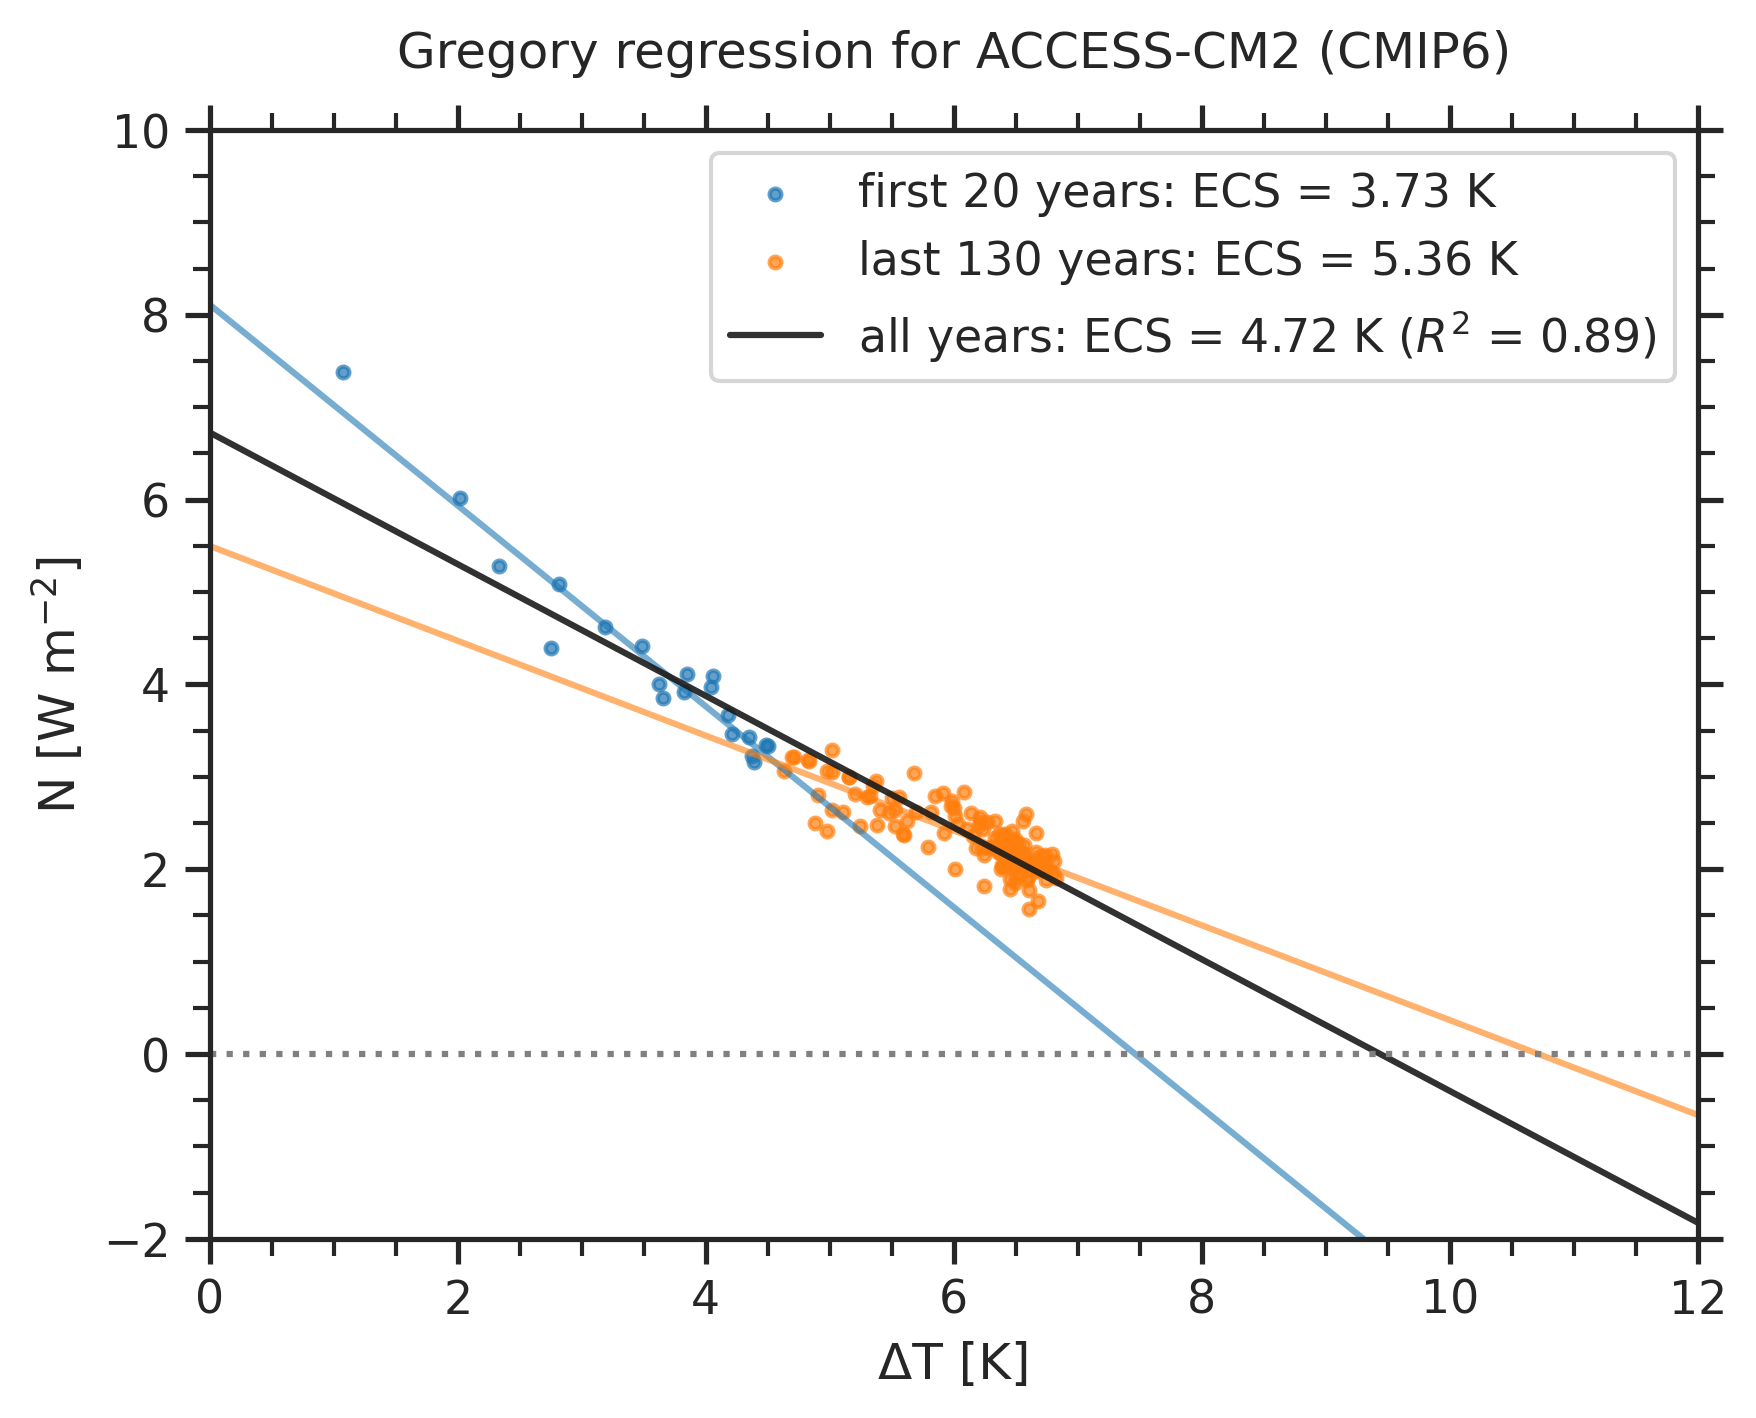 Gregory regression for ACCESS-CM2 (CMIP6)
10
8
6
4
2
0
−2
N [W m⁻²]
first 20 years: ECS = 3.73 K
last 130 years: ECS = 5.36 K
all years: ECS = 4.72 K (R² = 0.89)
0 2 4 6 8 10 12
ΔT [K]